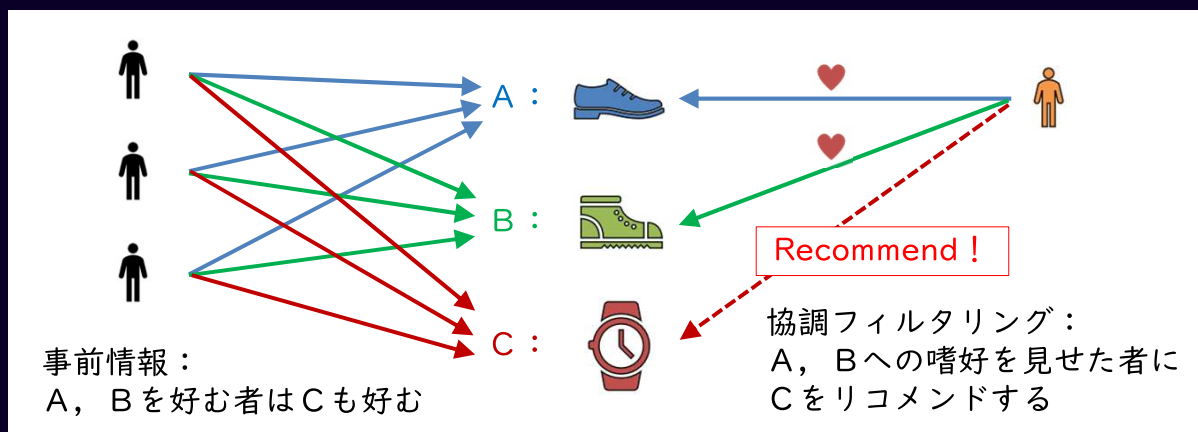 A：
B：
C：
Recommend！
事前情報：
A，Bを好む者はCも好む
協調フィルタリング：
A，Bへの嗜好を見せた者に
Cをリコメンドする